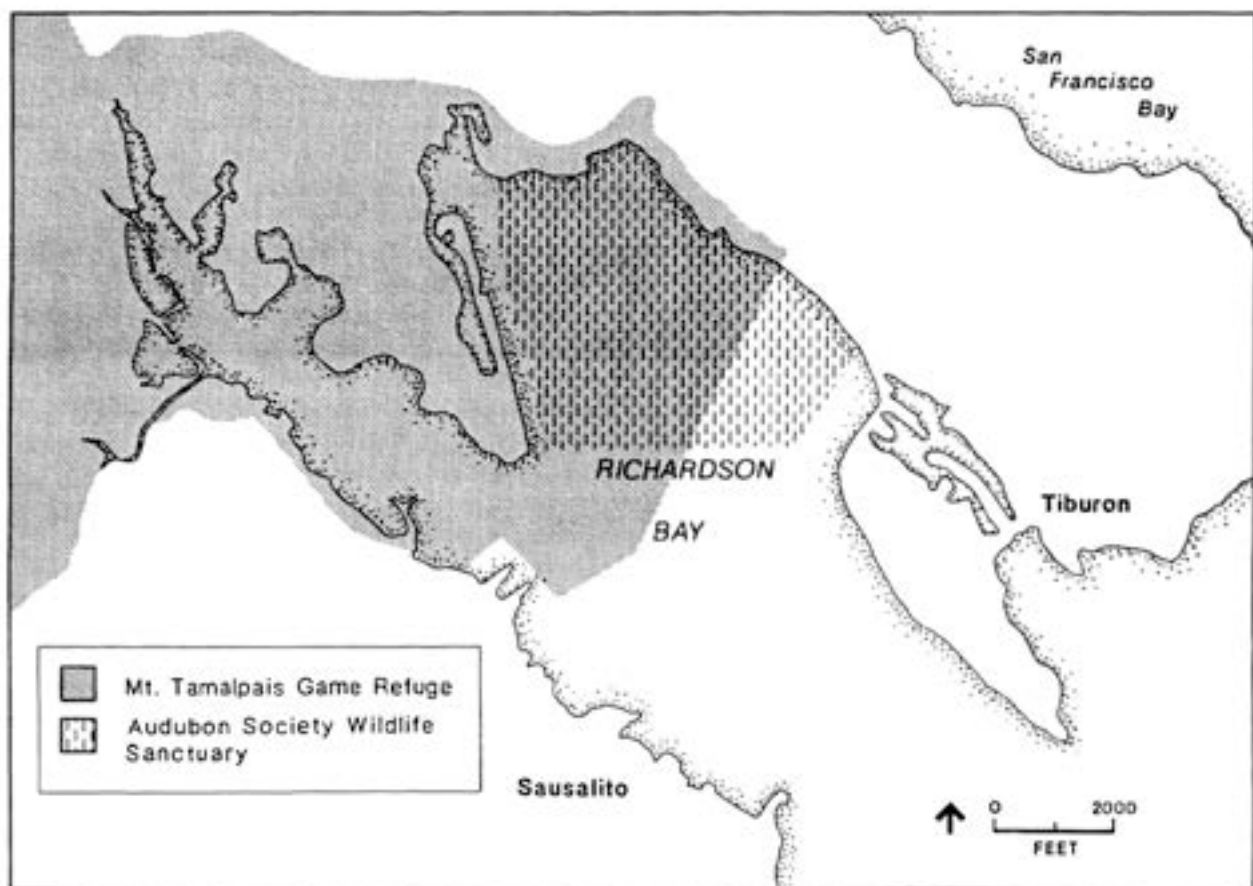 San
Francisco
Bay
RICHARDSON
BAY
Tiburon
Mt. Tamalpais Game Refuge
Audubon Society Wildlife
Sanctuary
Sausalito
0 2000
FEET